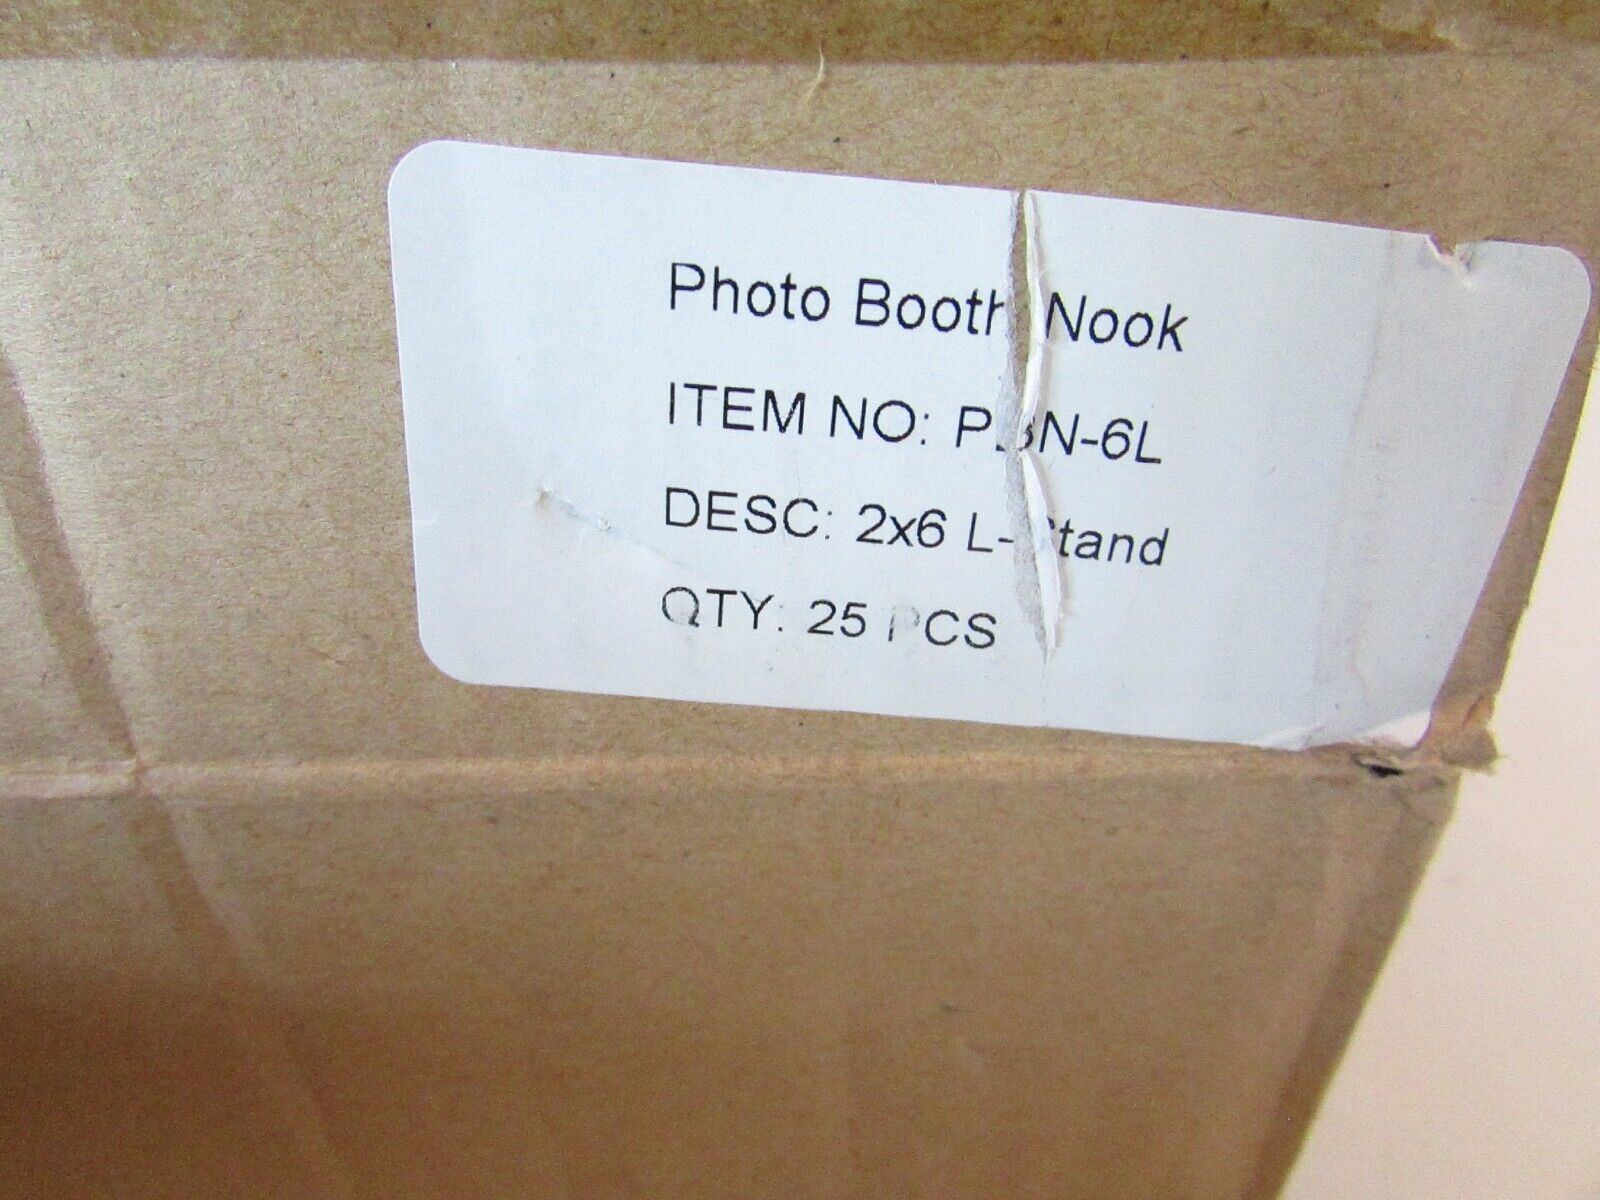 Photo Booth Nook
ITEM NO: PBN-6L
DESC: 2x6 L-Stand
QTY: 25 PCS